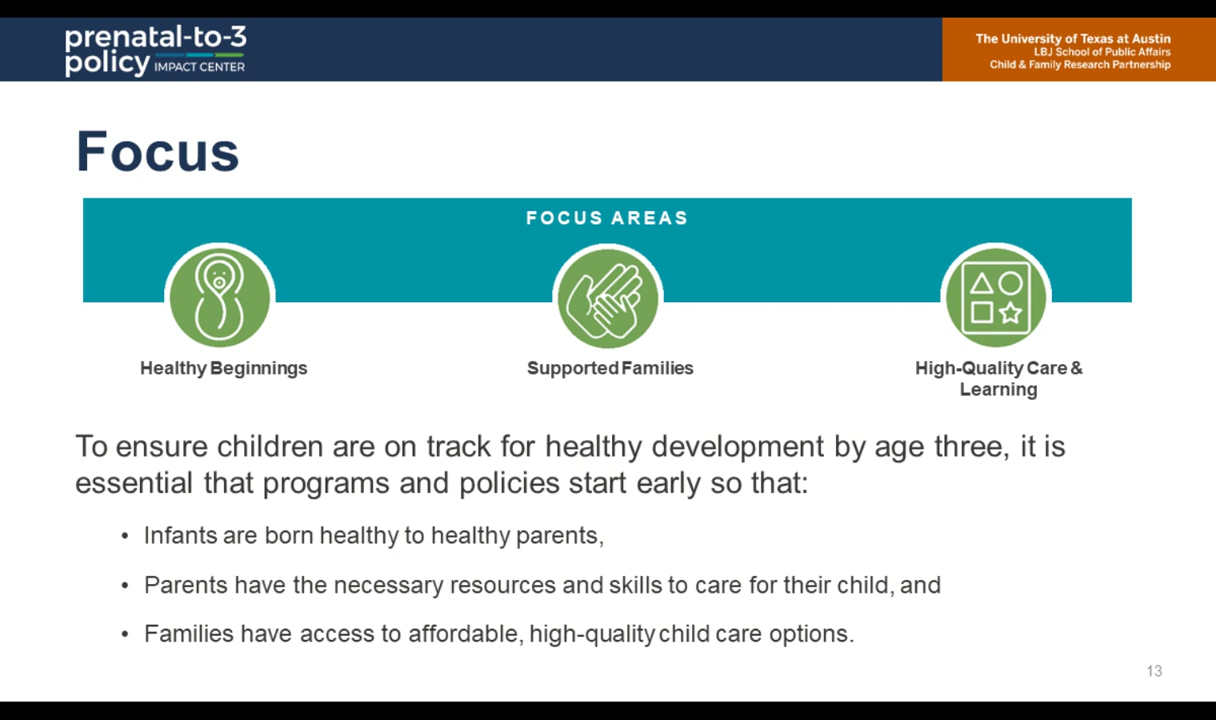 prenatal-to-3
policy IMPACT CENTER
The University of Texas at Austin
LBJ School of Public Affairs
Child & Family Research Partnership
Focus
FOCUS AREAS
Healthy Beginnings
Supported Families
High-Quality Care &
Learning
To ensure children are on track for healthy development by age three, it is
essential that programs and policies start early so that:
• Infants are born healthy to healthy parents,
• Parents have the necessary resources and skills to care for their child, and
• Families have access to affordable, high-quality child care options.
13